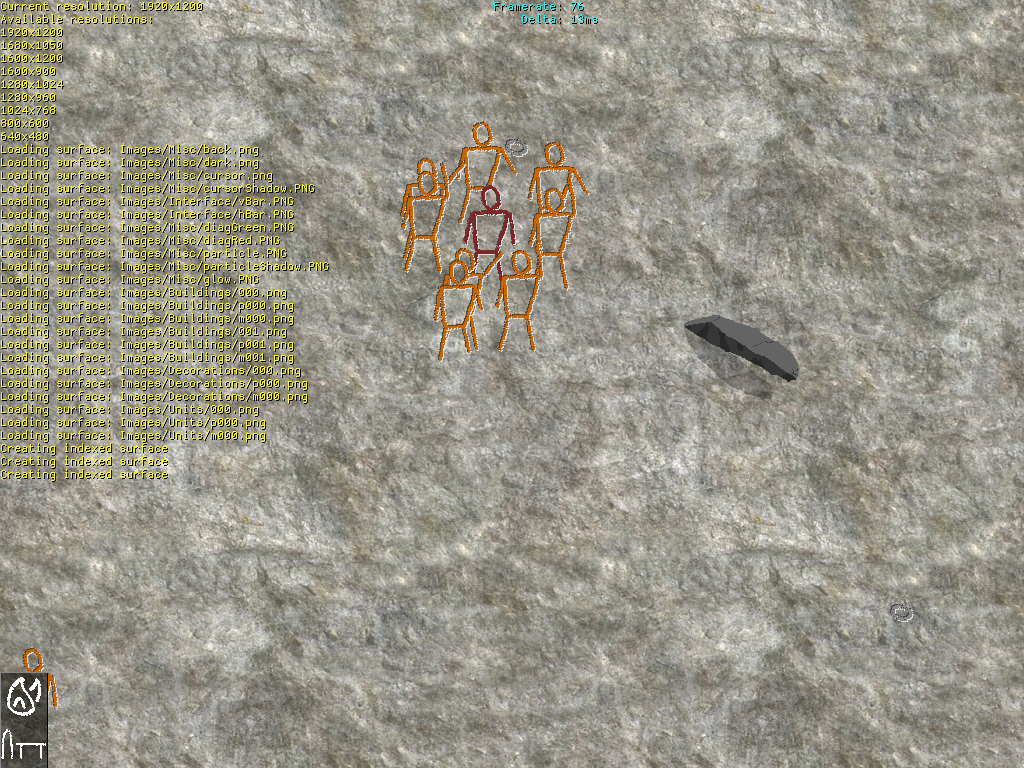 Current resolution: 1920x1200
Framerate: 76
Available resolutions:
Delta: 13ms
1920x1200
1680x1050
1600x1200
1600x900
1280x1024
1280x960
1024x768
800x600
640x480
Loading surface: Images/Misc/back.png
Loading surface: Images/Misc/dark.png
Loading surface: Images/Misc/cursor.png
Loading surface: Images/Misc/cursorShadow.PNG
Loading surface: Images/Interface/vBar.PNG
Loading surface: Images/Interface/hBar.PNG
Loading surface: Images/Misc/diagGreen.PNG
Loading surface: Images/Misc/diagRed.PNG
Loading surface: Images/Misc/particle.PNG
Loading surface: Images/Misc/particleShadow.PNG
Loading surface: Images/Misc/glow.PNG
Loading surface: Images/Buildings/000.png
Loading surface: Images/Buildings/p000.png
Loading surface: Images/Buildings/m000.png
Loading surface: Images/Buildings/001.png
Loading surface: Images/Buildings/p001.png
Loading surface: Images/Buildings/m001.png
Loading surface: Images/Decorations/000.png
Loading surface: Images/Decorations/p000.png
Loading surface: Images/Decorations/m000.png
Loading surface: Images/Units/000.png
Loading surface: Images/Units/p000.png
Loading surface: Images/Units/m000.png
Creating indexed surface
Creating indexed surface
Creating indexed surface